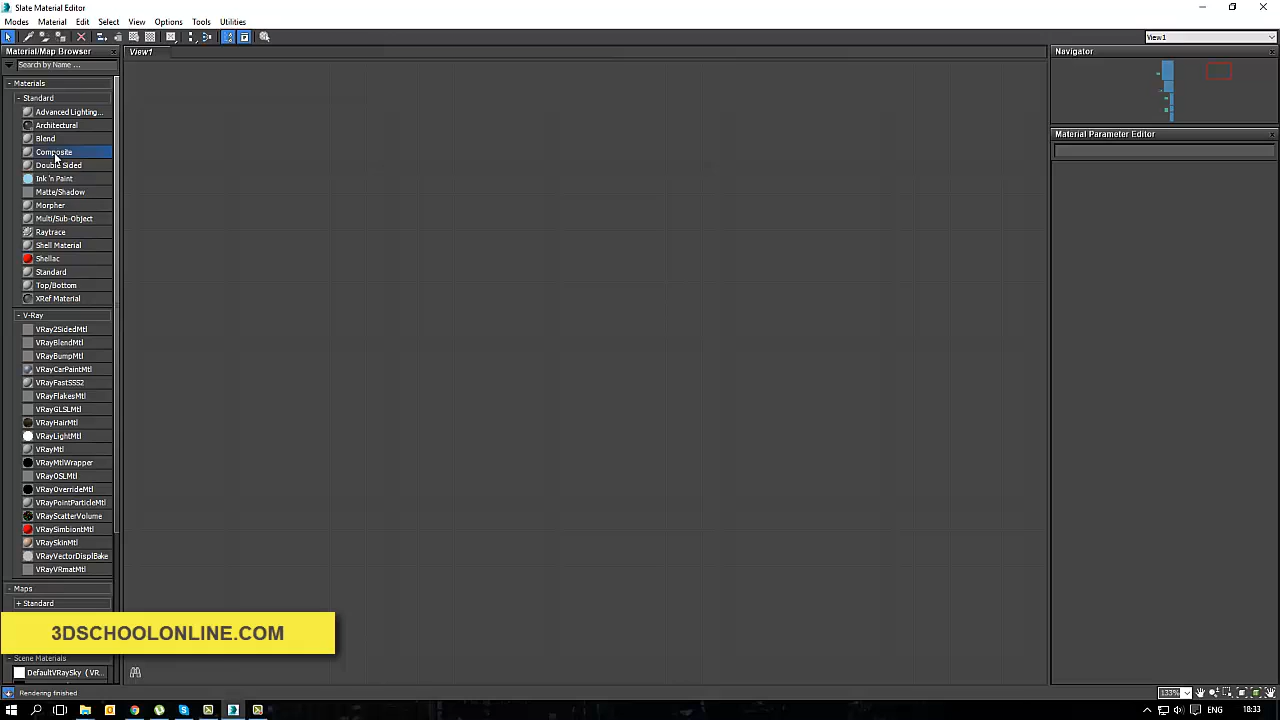 Slate Material Editor
Modes Material Edit Select View Options Tools Utilities
View1
Material/Map Browser
View1
Navigator
Search by Name ...
- Materials
- Standard
Advanced Lighting...
Architectural
Blend
Composite
Double Sided
Ink 'n Paint
Matte/Shadow
Morpher
Multi/Sub-Object
Raytrace
Shell Material
Shellac
Standard
Top/Bottom
XRef Material
- V-Ray
VRay2SidedMtl
VRayBlendMtl
VRayBumpMtl
VRayCarPaintMtl
VRayFastSSS2
VRayFlakesMtl
VRayGLSLMtl
VRayHairMtl
VRayLightMtl
VRayMtl
VRayMtlWrapper
VRayOSLMtl
VRayOverrideMtl
VRayPointParticleMtl
VRayScatterVolume
VRaySimbiontMtl
VRaySkinMtl
VRayVectorDisplBake
VRayVRmatMtl
- Maps
+ Standard
3DSCHOOLONLINE.COM
Scene Materials
DefaultVRaySky ( VR...
Material Parameter Editor
Rendering finished
133%
ENG
18:33